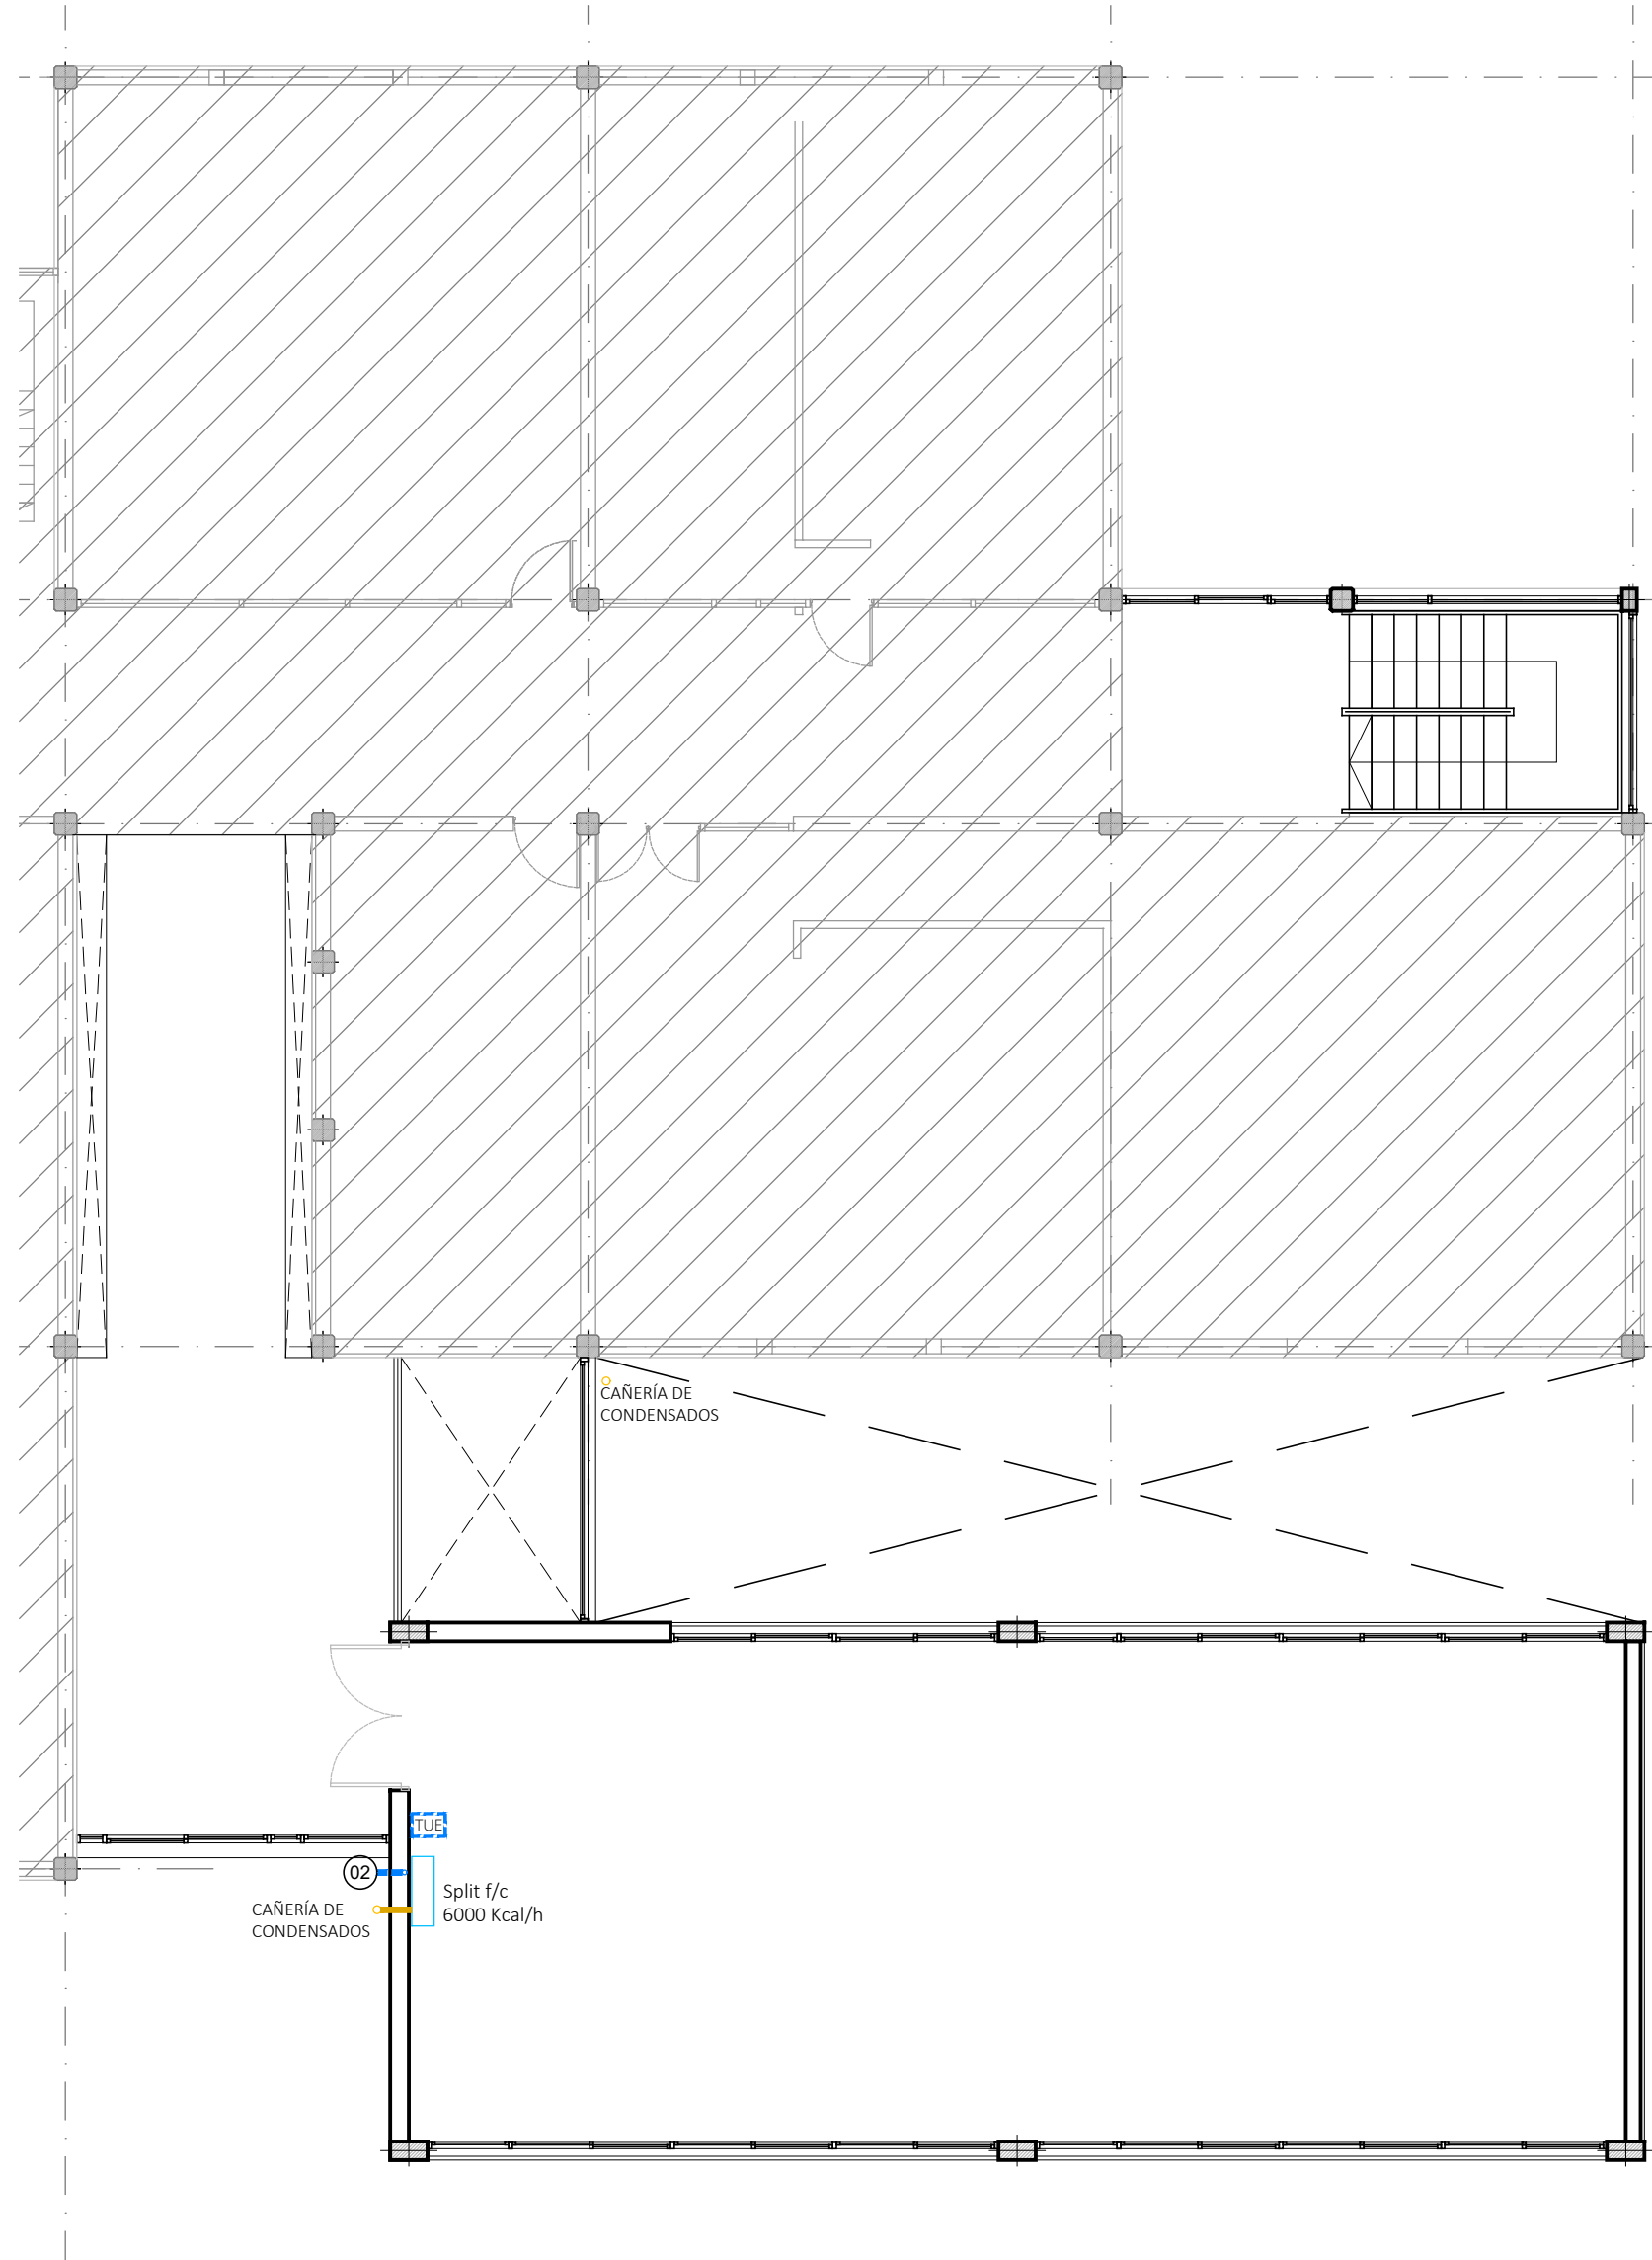 CAÑERÍA DE
CONDENSADOS
TUE
02
Split f/c
6000 Kcal/h
CAÑERÍA DE
CONDENSADOS